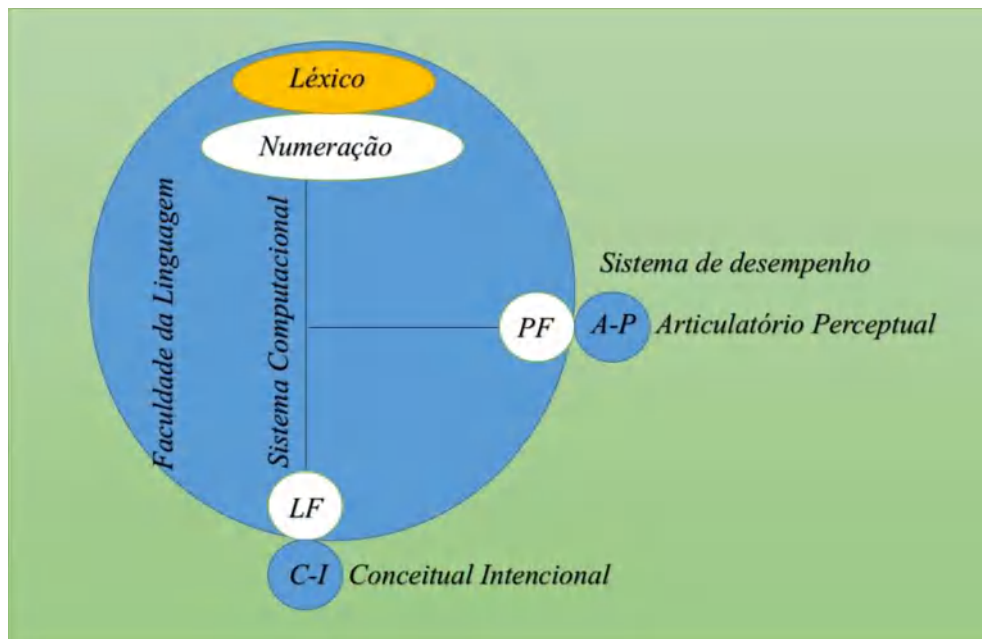 Léxico
Numeração
Faculdade da Linguagem
Sistema Computacional
Sistema de desempenho
PF
A-P
Articulatório Perceptual
LF
C-I
Conceitual Intencional